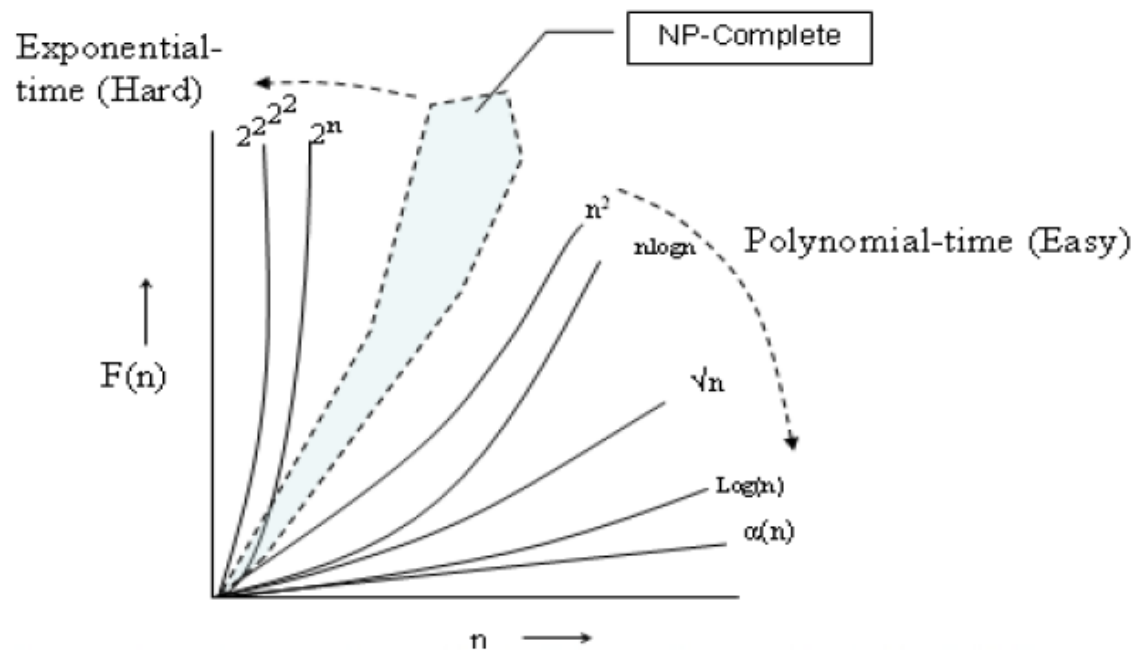 NP-Complete
Exponential-
time (Hard)
2^2^2^2
2^n
n²
nlogn
Polynomial-time (Easy)
F(n)
√n
Log(n)
α(n)
n